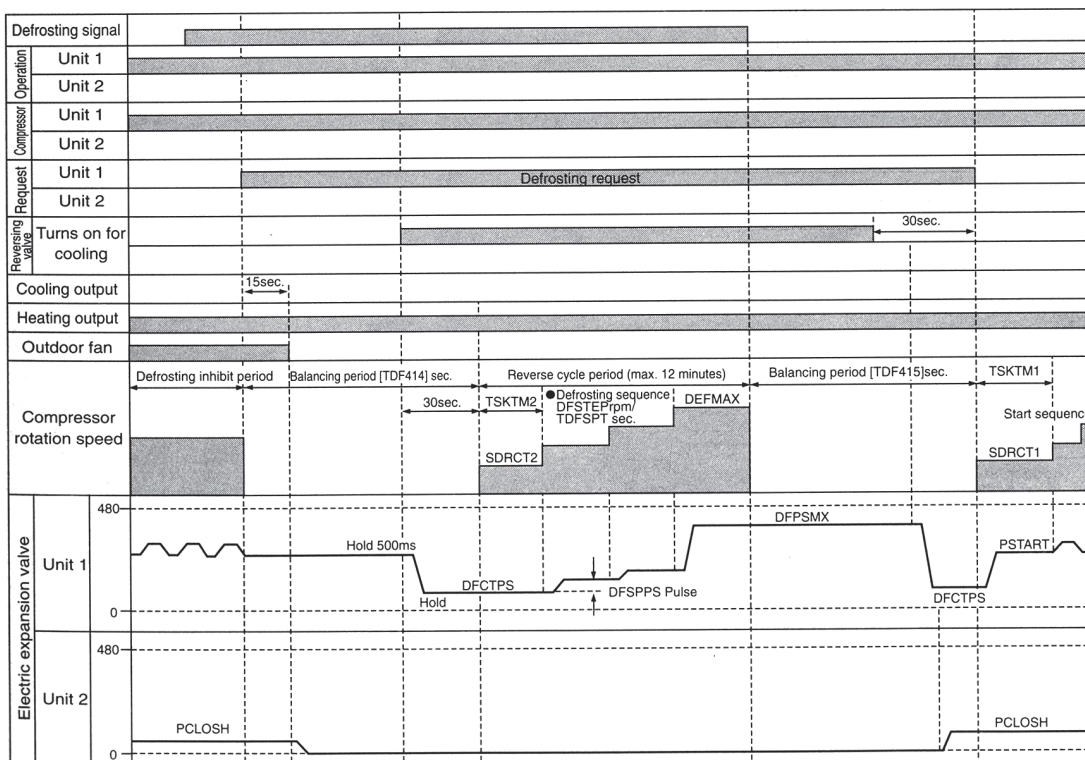 Defrosting signal
Operation
Unit 1
Unit 2
Compressor
Unit 1
Unit 2
Request
Unit 1
Defrosting request
Unit 2
Reversing valve
Turns on for cooling
30sec.
Cooling output
15sec.
Heating output
Outdoor fan
Compressor rotation speed
Defrosting inhibit period
Balancing period [TDF414] sec.
Reverse cycle period (max. 12 minutes)
Balancing period [TDF415]sec.
TSKTM1
30sec.
TSKTM2
●Defrosting sequence
DFSTEPrpm/
TDFSPT sec.
DEFMAX
Start sequenc
SDRCT2
SDRCT1
Electric expansion valve
Unit 1
480
0
Hold 500ms
Hold
DFCTPS
DFSPPS Pulse
DFPSMX
DFCTPS
PSTART
Unit 2
480
0
PCLOSH
PCLOSH